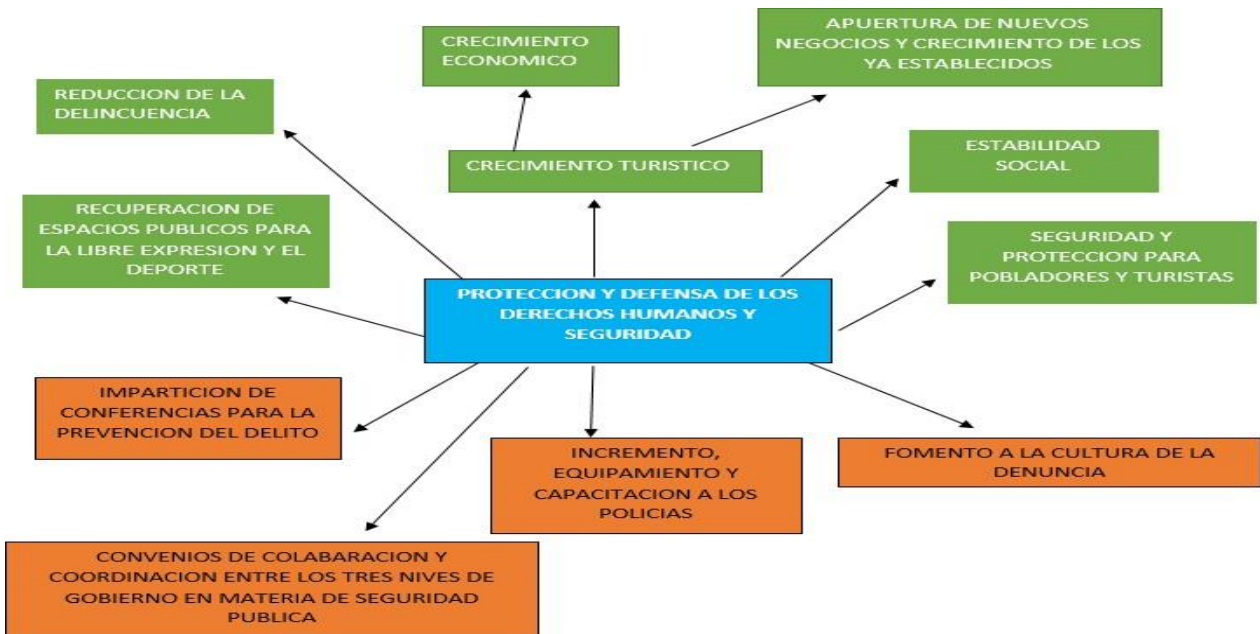 CRECIMIENTO
ECONOMICO
APUERTURA DE NUEVOS
NEGOCIOS Y CRECIMIENTO DE LOS
YA ESTABLECIDOS
REDUCCION DE LA
DELINCUENCIA
CRECIMIENTO TURISTICO
ESTABILIDAD
SOCIAL
RECUPERACION DE
ESPACIOS PUBLICOS PARA
LA LIBRE EXPRESION Y EL
DEPORTE
SEGURIDAD Y
PROTECCION PARA
POBLADORES Y TURISTAS
PROTECCION Y DEFENSA DE LOS
DERECHOS HUMANOS Y
SEGURIDAD
IMPARTICION DE
CONFERENCIAS PARA LA
PREVENCION DEL DELITO
INCREMENTO,
EQUIPAMIENTO Y
CAPACITACION A LOS
POLICIAS
FOMENTO A LA CULTURA DE LA
DENUNCIA
CONVENIOS DE COLABARACION Y
COORDINACION ENTRE LOS TRES NIVES DE
GOBIERNO EN MATERIA DE SEGURIDAD
PUBLICA